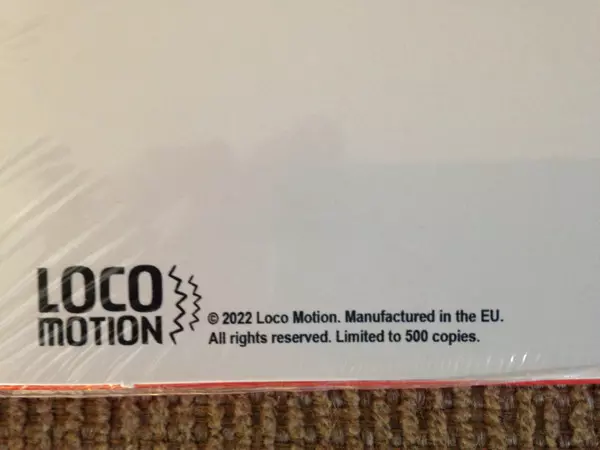 LOCO
MOTION
© 2022 Loco Motion. Manufactured in the EU.
All rights reserved. Limited to 500 copies.